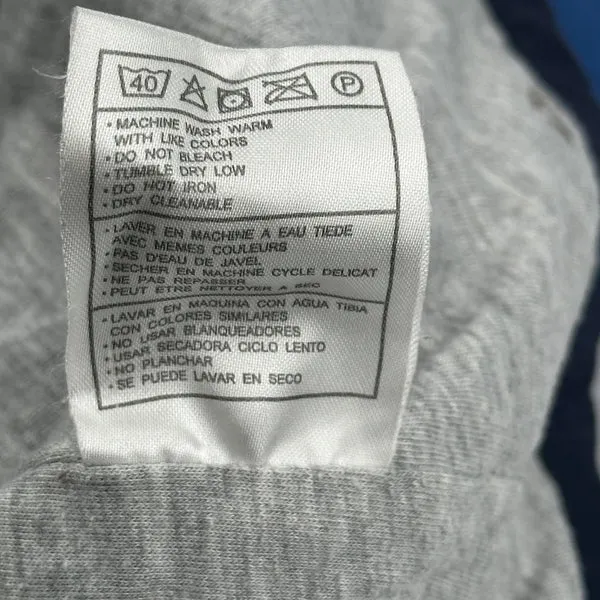 40 P
• MACHINE WASH WARM
WITH LIKE COLORS
• DO NOT BLEACH
• TUMBLE DRY LOW
• DO NOT IRON
• DRY CLEANABLE
• LAVER EN MACHINE A EAU TIEDE
AVEC MEMES COULEURS
• PAS D'EAU DE JAVEL
• SECHER EN MACHINE CYCLE DELICAT
• NE PAS REPASSER
• PEUT ETRE NETTOYER A SEC
• LAVAR EN MAQUINA CON AGUA TIBIA
CON COLORES SIMILARES
• NO USAR BLANQUEADORES
• USAR SECADORA CICLO LENTO
• NO PLANCHAR
• SE PUEDE LAVAR EN SECO